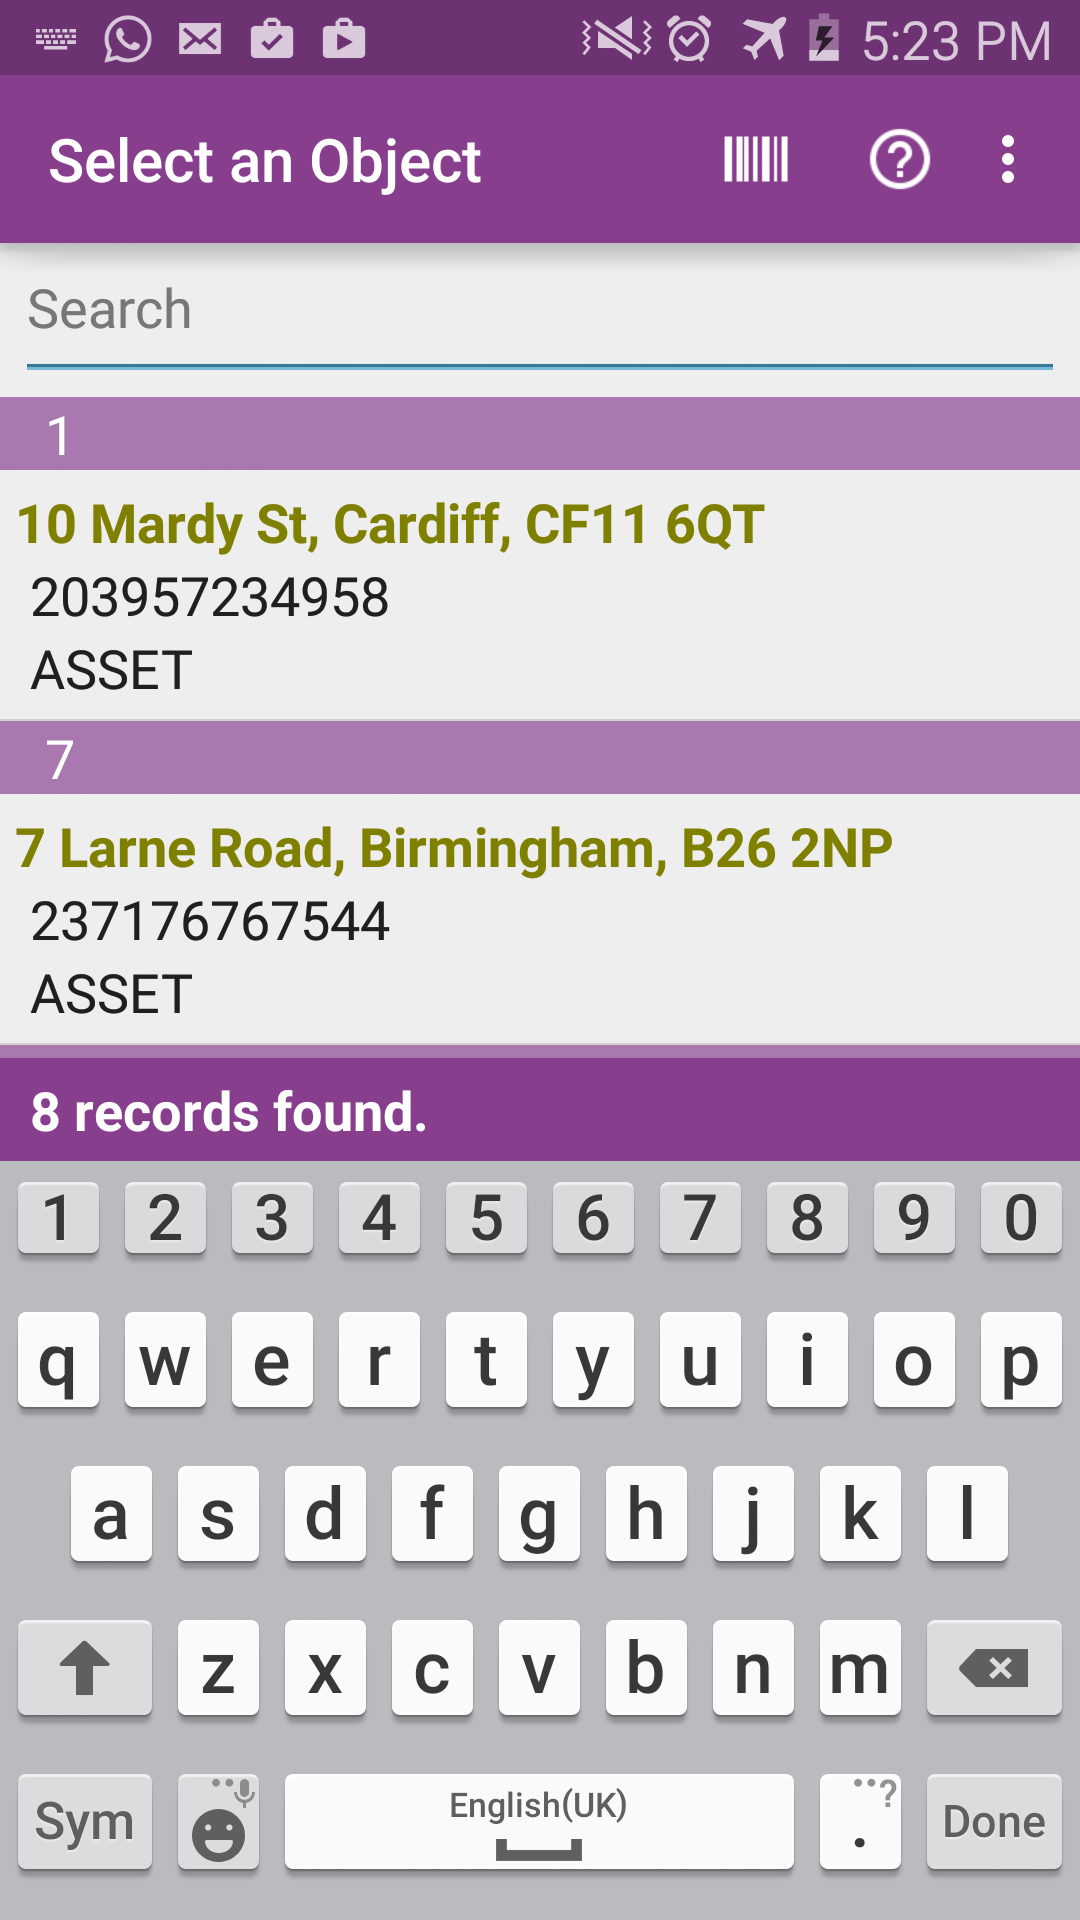 5:23 PM
Select an Object
Search
1
10 Mardy St, Cardiff, CF11 6QT
203957234958
ASSET
7
7 Larne Road, Birmingham, B26 2NP
237176767544
ASSET
8 records found.
1 2 3 4 5 6 7 8 9 0
q w e r t y u i o p
a s d f g h j k l
z x c v b n m
Sym English(UK) . ? Done